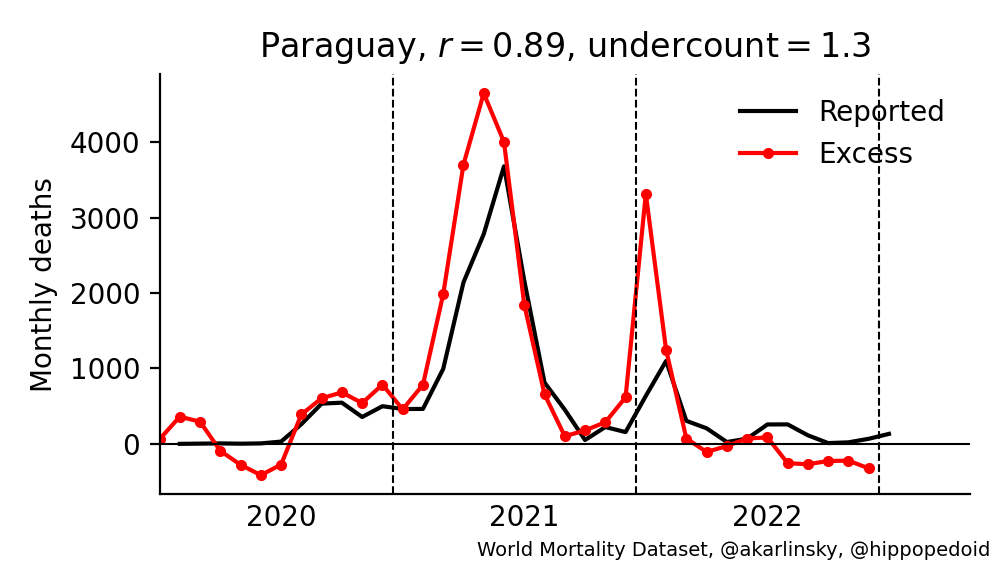 Paraguay, r = 0.89, undercount = 1.3
Monthly deaths
4000
3000
2000
1000
0
Reported
Excess
2020 2021 2022
World Mortality Dataset, @akarlinsky, @hippopedoid